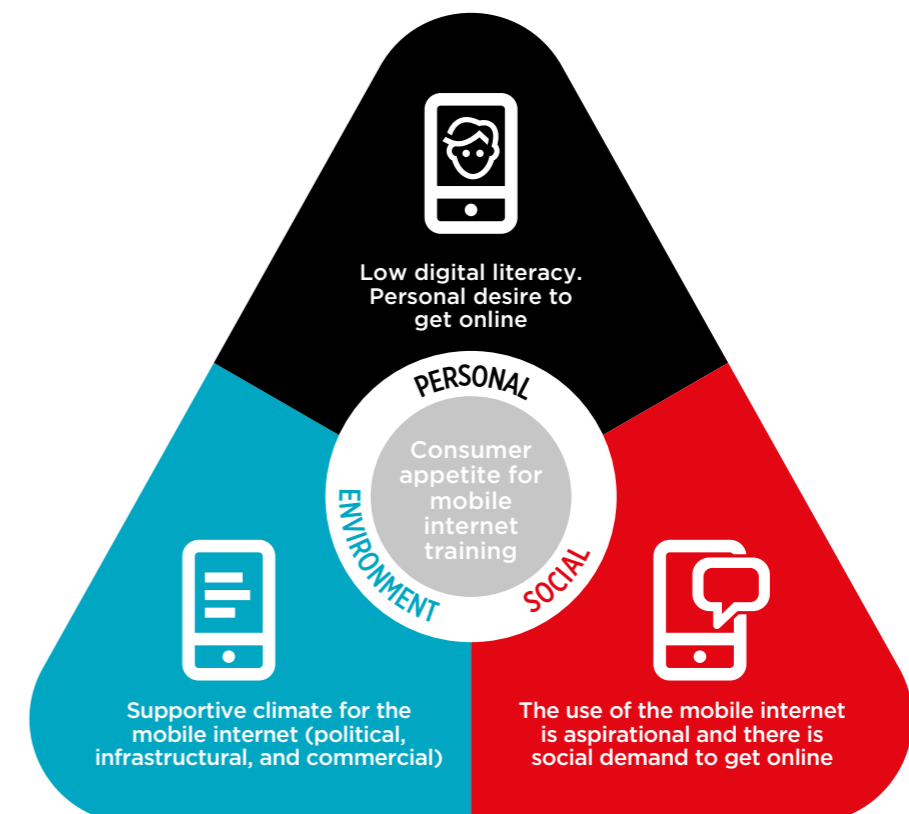 Low digital literacy.
Personal desire to
get online
PERSONAL
Consumer
appetite for
mobile
internet
training
ENVIRONMENT
SOCIAL
Supportive climate for the
mobile internet (political,
infrastructural, and commercial)
The use of the mobile internet
is aspirational and there is
social demand to get online